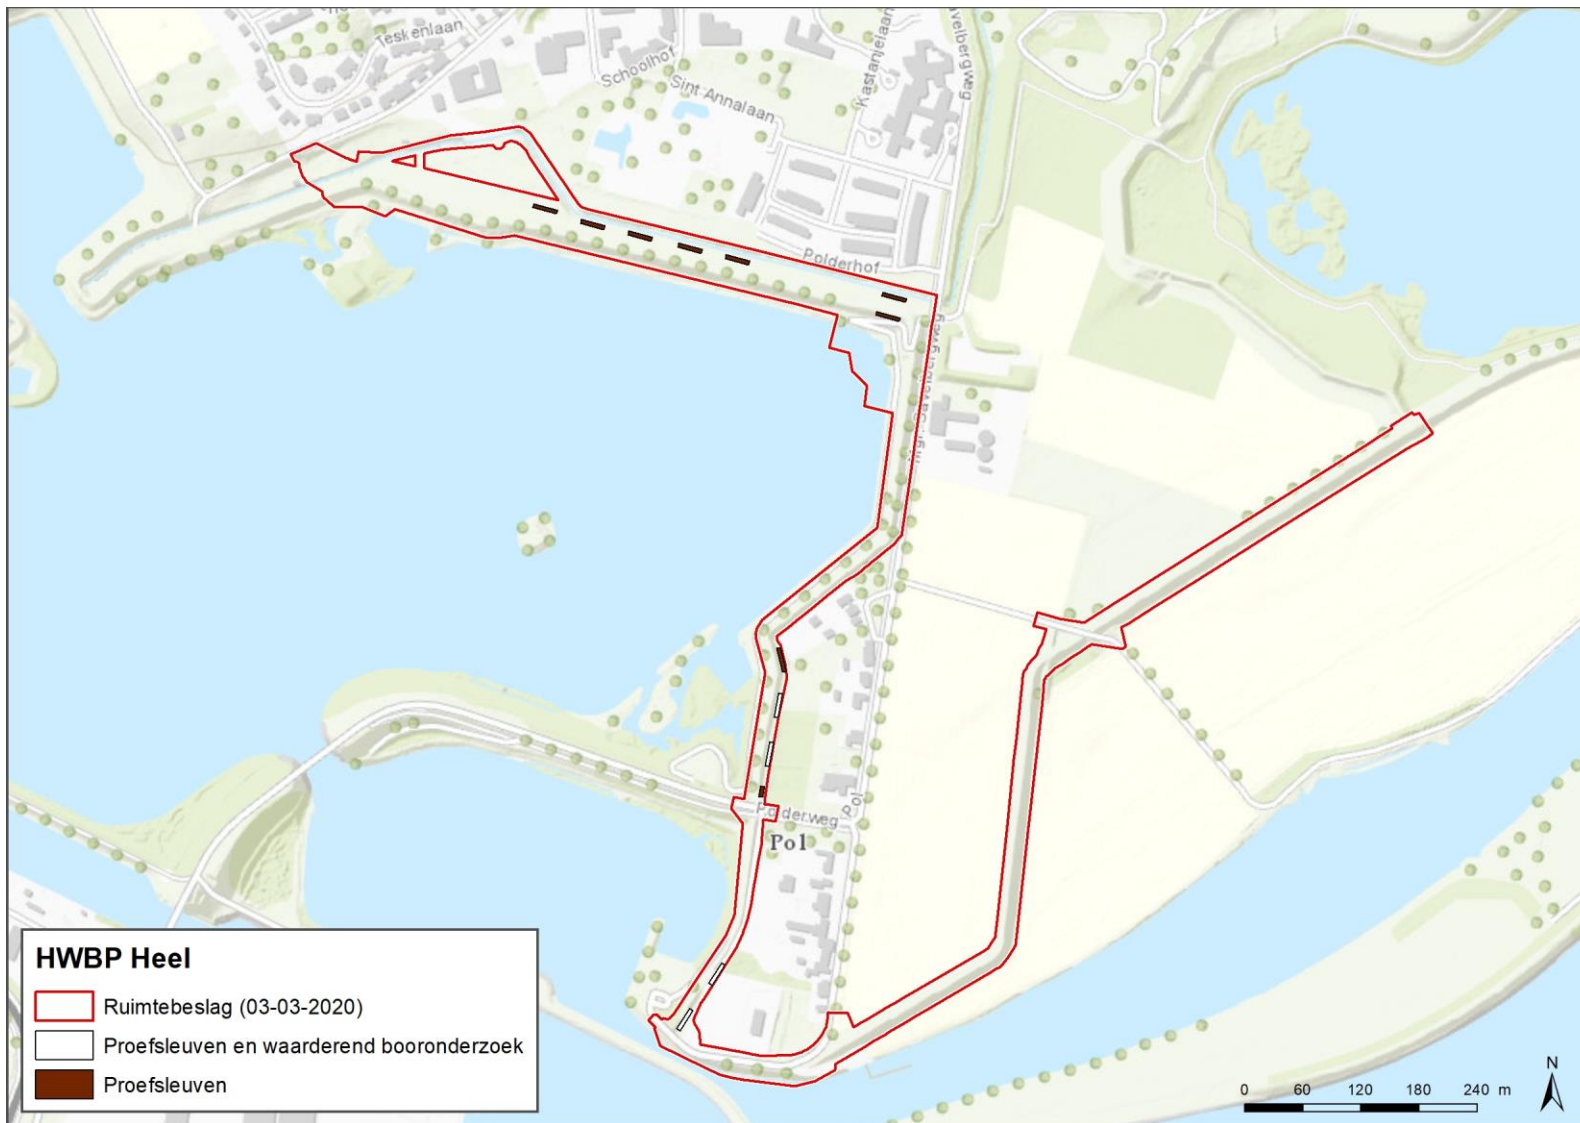 Teskenlaan
Schoolhof
Sint Annalaan
Kastanjelaan
Polderhof
Polderweg
Pol
Pol
HWBP Heel
Ruimtebeslag (03-03-2020)
Proefsleuven en waarderend booronderzoek
Proefsleuven
0 60 120 180 240 m
N